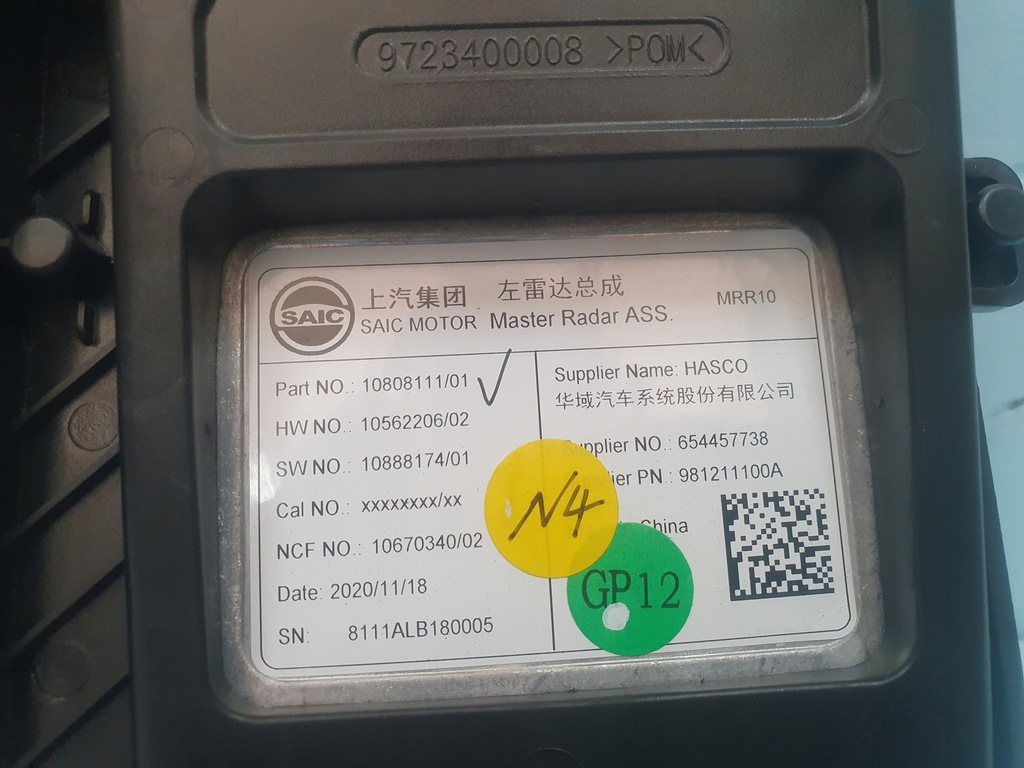 9723400008 >POM<
SAIC
上汽集团 左雷达总成
SAIC MOTOR Master Radar ASS.
MRR10
Part NO.: 10808111/01
HW NO.: 10562206/02
SW NO.: 10888174/01
Cal NO.: xxxxxxxx/xx
NCF NO.: 10670340/02
Date: 2020/11/18
SN: 8111ALB180005
Supplier Name: HASCO
华域汽车系统股份有限公司
NO.: 654457738
PN.: 981211100A
China
N4
GP12